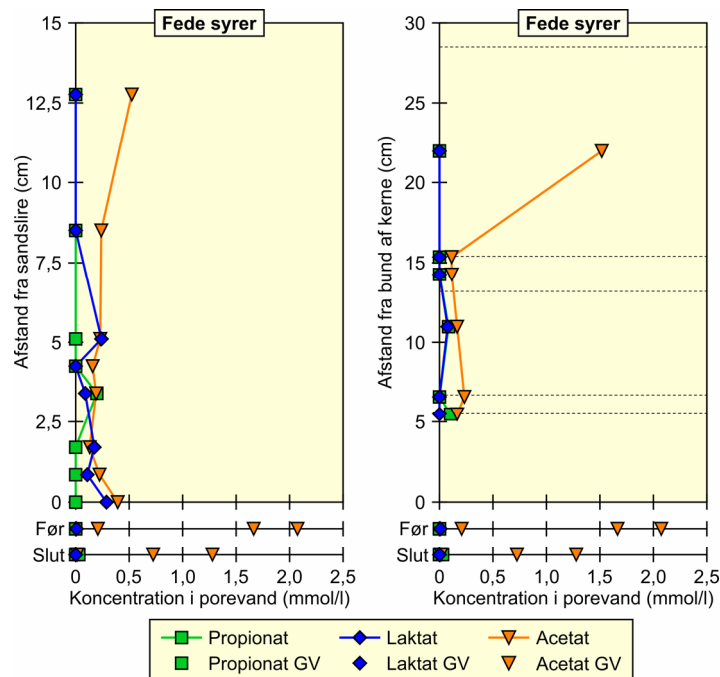 Fede syrer
15
12,5
10
7,5
5
2,5
0
Afstand fra sandslire (cm)
Før
Slut
0 0,5 1,0 1,5 2,0 2,5
Koncentration i porevand (mmol/l)
Fede syrer
30
25
20
15
10
5
0
Afstand fra bund af kerne (cm)
Før
Slut
0 0,5 1,0 1,5 2,0 2,5
Koncentration i porevand (mmol/l)
Propionat Laktat Acetat
Propionat GV Laktat GV Acetat GV